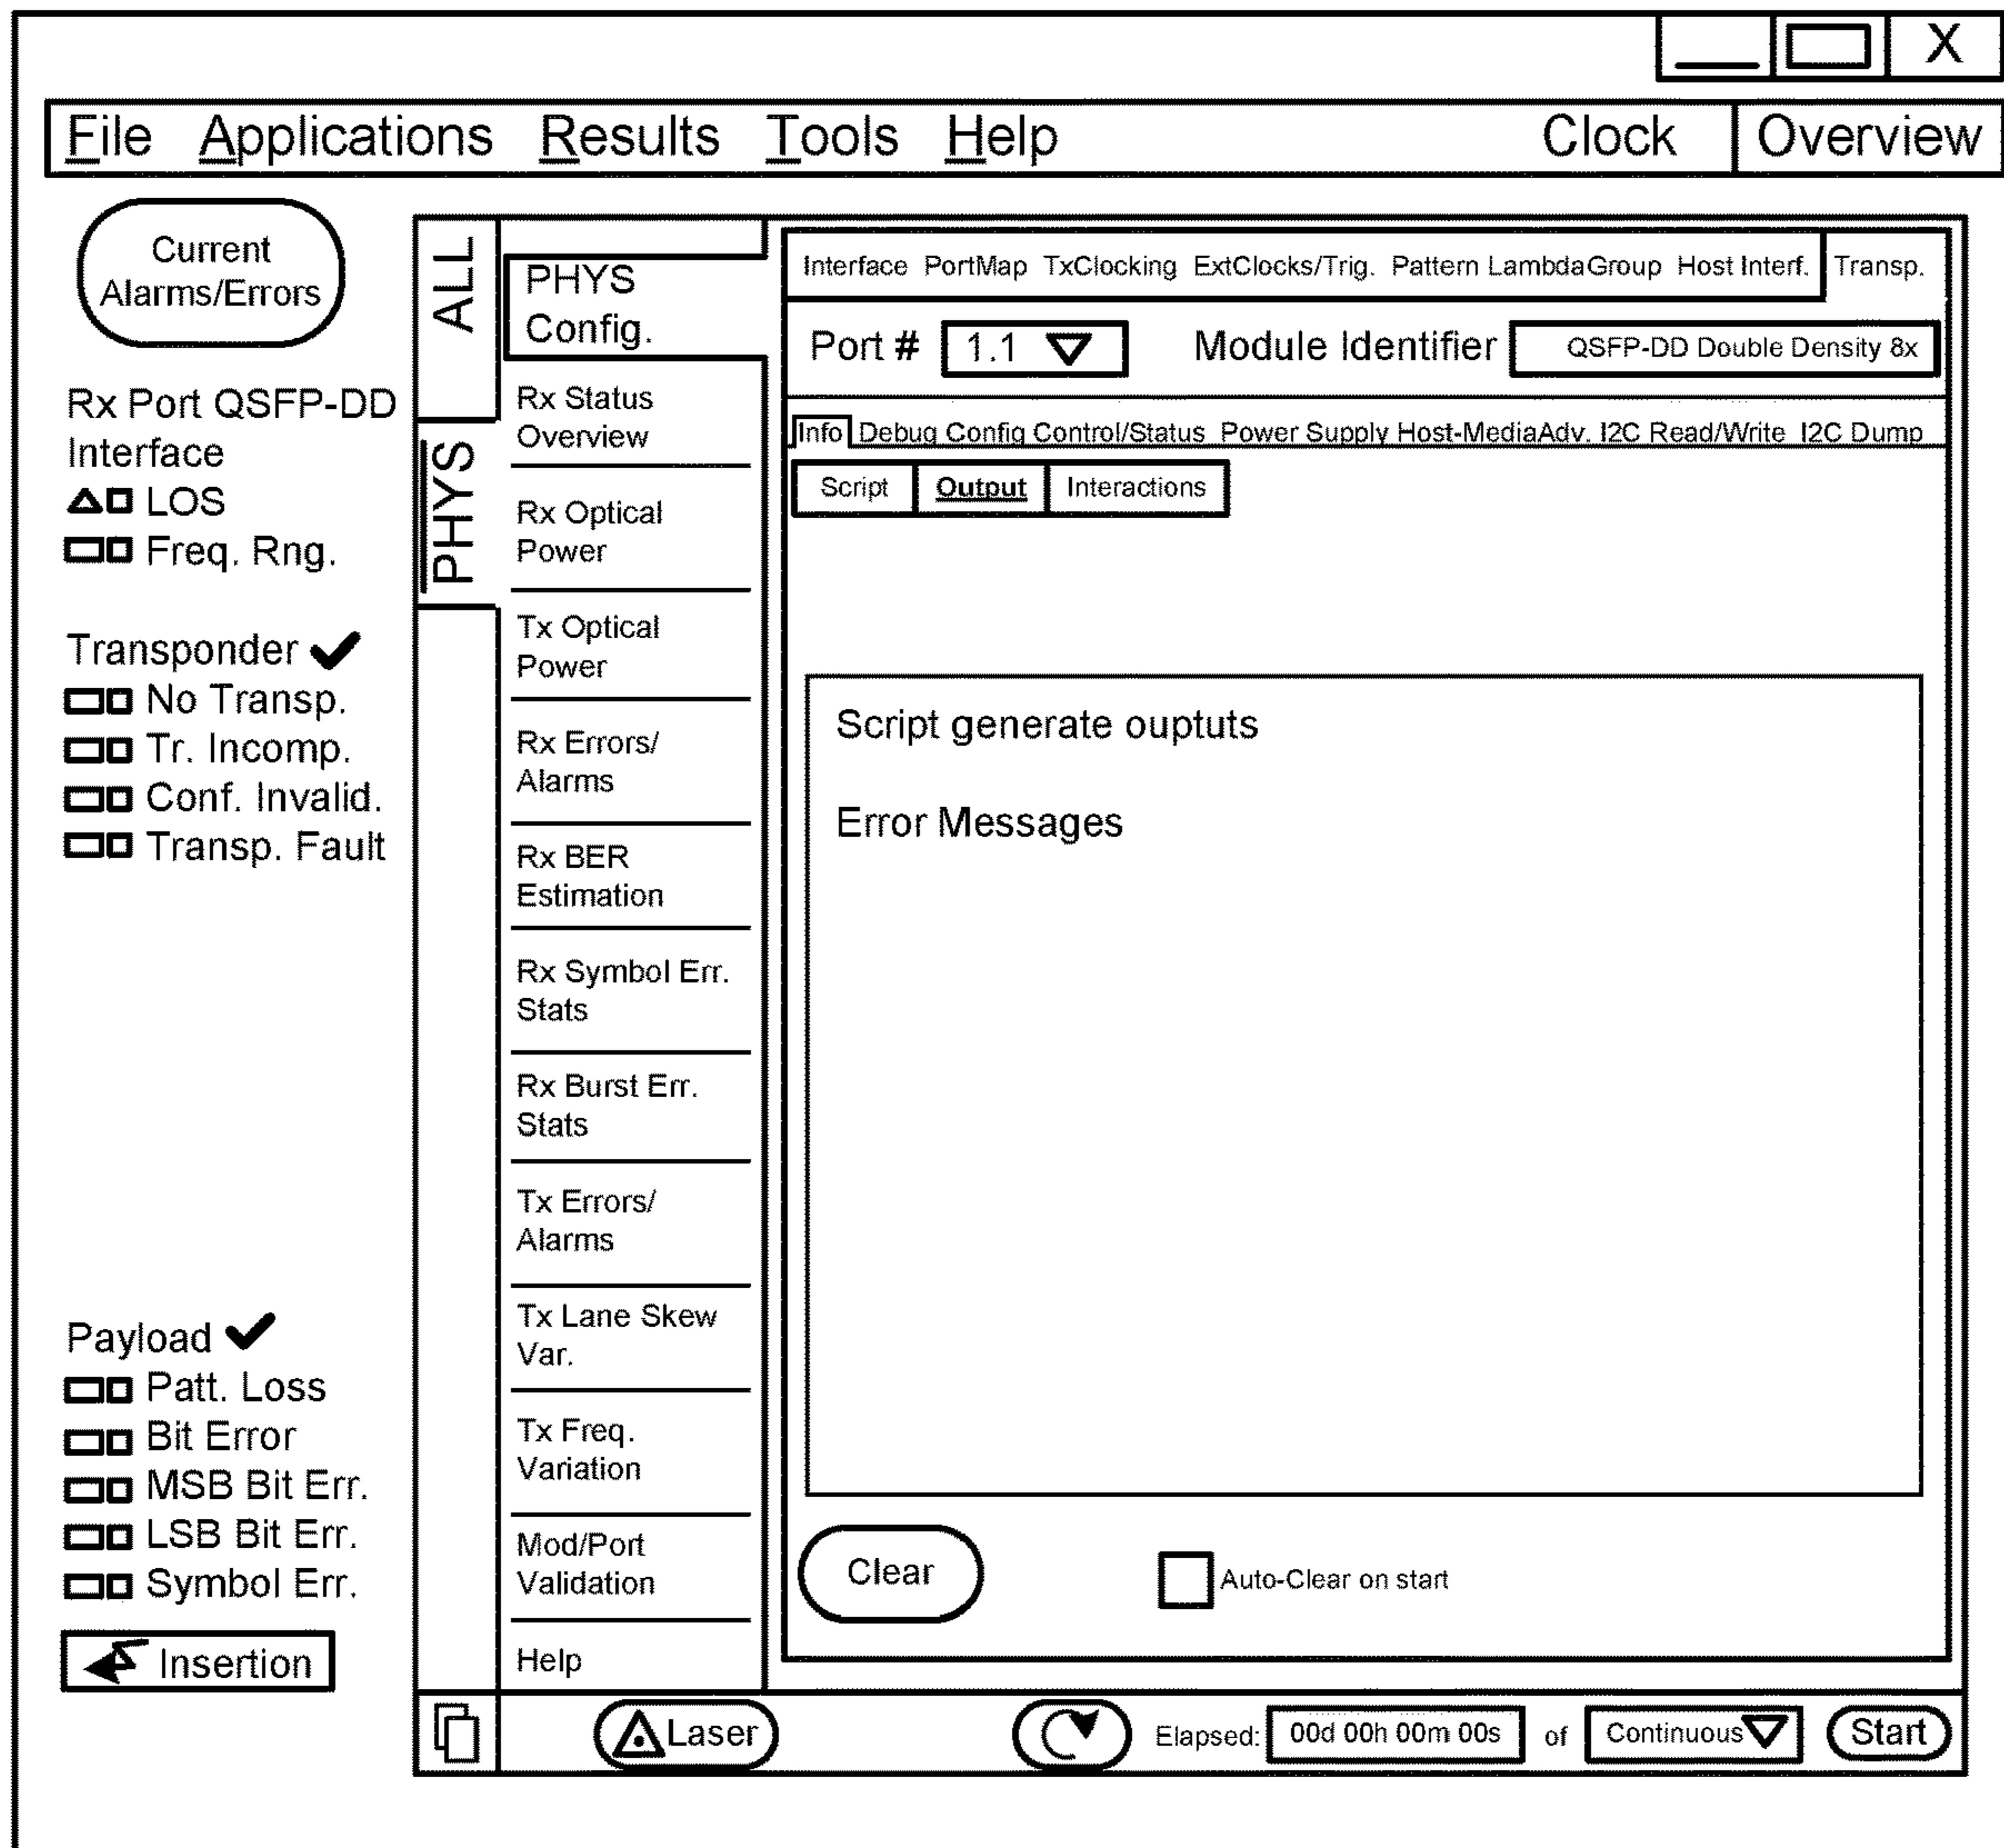 X
File Applications Results Tools Help Clock Overview
Current
Alarms/Errors
Rx Port QSFP-DD
Interface
LOS
Freq. Rng.
Transponder
No Transp.
Tr. Incomp.
Conf. Invalid.
Transp. Fault
Payload
Patt. Loss
Bit Error
MSB Bit Err.
LSB Bit Err.
Symbol Err.
Insertion
ALL
PHYS
PHYS
Config.
Rx Status
Overview
Rx Optical
Power
Tx Optical
Power
Rx Errors/
Alarms
Rx BER
Estimation
Rx Symbol Err.
Stats
Rx Burst Err.
Stats
Tx Errors/
Alarms
Tx Lane Skew
Var.
Tx Freq.
Variation
Mod/Port
Validation
Help
Interface PortMap TxClocking ExtClocks/Trig. Pattern LambdaGroup Host Interf. Transp.
Port # 1.1 Module Identifier QSFP-DD Double Density 8x
Info Debug Config Control/Status Power Supply Host-MediaAdv. I2C Read/Write I2C Dump
Script Output Interactions
Script generate ouptuts
Error Messages
Clear Auto-Clear on start
Laser Elapsed: 00d 00h 00m 00s of Continuous Start